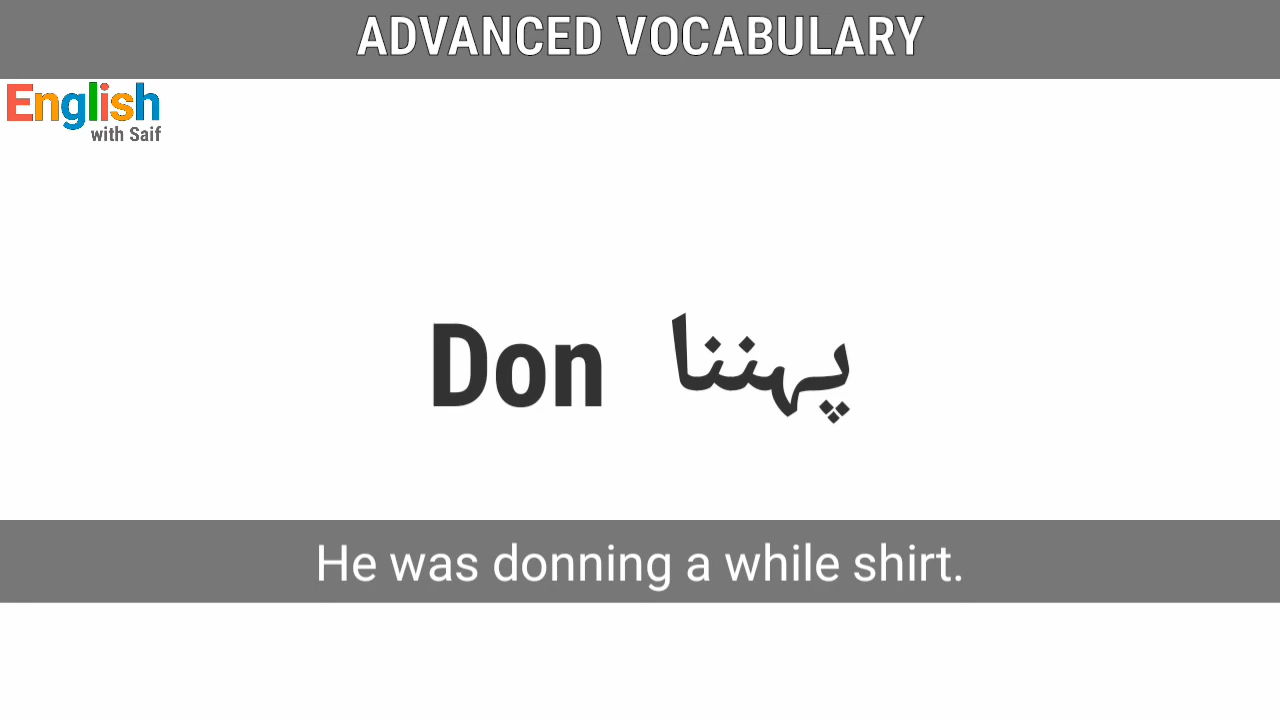 ADVANCED VOCABULARY
English
with Saif
Don پہننا
He was donning a while shirt.